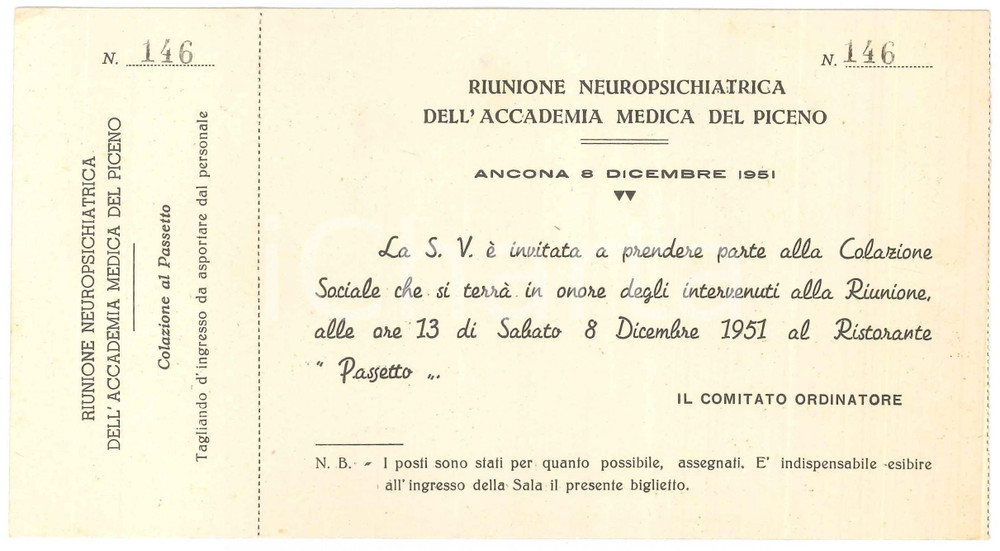 N. 146
RIUNIONE NEUROPSICHIATRICA
DELL' ACCADEMIA MEDICA DEL PICENO
Colazione al Passetto
Tagliando d'ingresso da asportare dal personale
N. 146
RIUNIONE NEUROPSICHIATRICA
DELL' ACCADEMIA MEDICA DEL PICENO
ANCONA 8 DICEMBRE 1951
La S. V. è invitata a prendere parte alla Colazione
Sociale che si terrà in onore degli intervenuti alla Riunione,
alle ore 13 di Sabato 8 Dicembre 1951 al Ristorante
“ Passetto „.
IL COMITATO ORDINATORE
N. B. - I posti sono stati per quanto possibile, assegnati. E' indispensabile esibire
all'ingresso della Sala il presente biglietto.